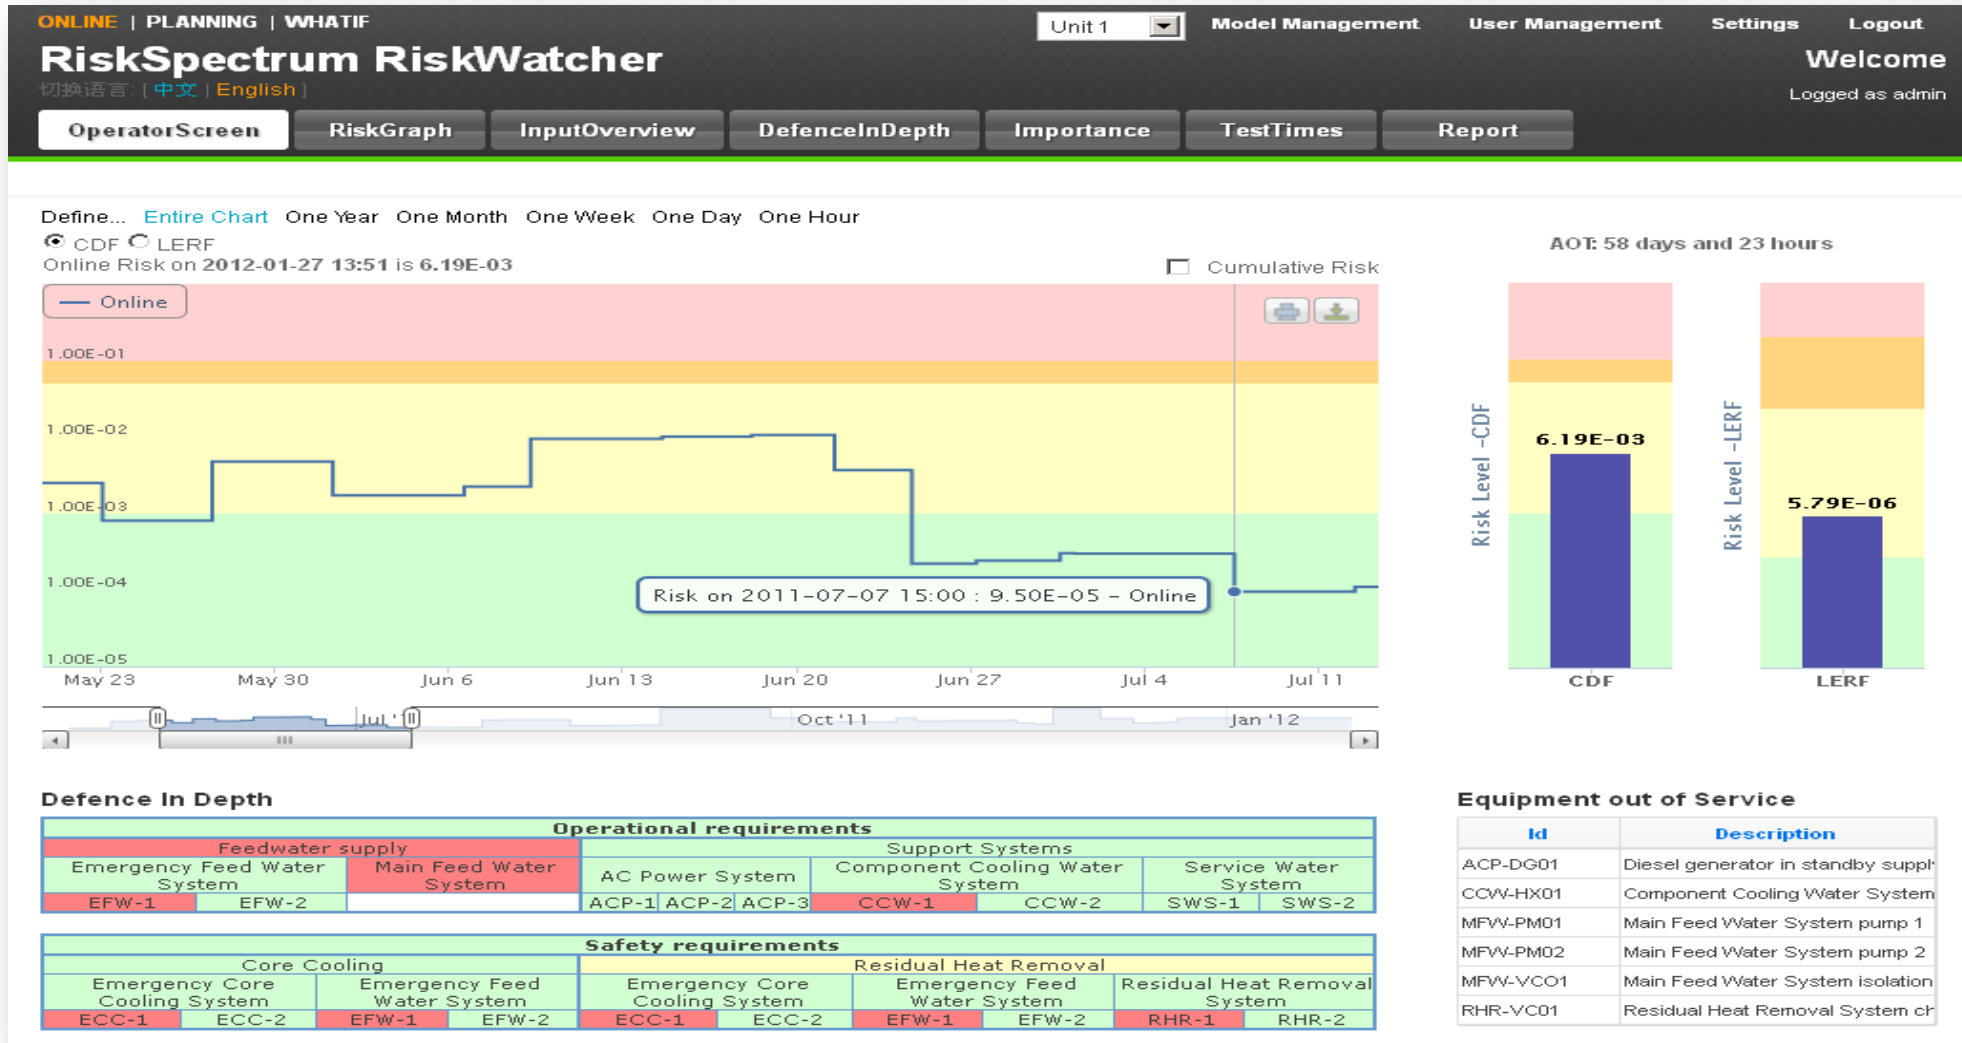 ONLINE | PLANNING | WHATIF
Unit 1
Model Management
User Management
Settings
Logout
RiskSpectrum RiskWatcher
Welcome
切换语言: [ 中文 | English ]
Logged as admin
OperatorScreen
RiskGraph
InputOverview
DefenceInDepth
Importance
TestTimes
Report
Define... Entire Chart One Year One Month One Week One Day One Hour
CDF LERF
Online Risk on 2012-01-27 13:51 is 6.19E-03
Cumulative Risk
AOT: 58 days and 23 hours
Online
1.00E-01
1.00E-02
1.00E-03
1.00E-04
1.00E-05
Risk on 2011-07-07 15:00 : 9.50E-05 - Online
May 23
May 30
Jun 6
Jun 13
Jun 20
Jun 27
Jul 4
Jul 11
Jul '
Oct '11
Jan '12
Risk Level -CDF
6.19E-03
CDF
Risk Level -LERF
5.79E-06
LERF
Defence In Depth
Operational requirements
Feedwater supply
Support Systems
Emergency Feed Water
System
Main Feed Water
System
AC Power System
Component Cooling Water
System
Service Water
System
EFW-1
EFW-2
ACP-1
ACP-2
ACP-3
CCW-1
CCW-2
SWS-1
SWS-2
Safety requirements
Core Cooling
Residual Heat Removal
Emergency Core
Cooling System
Emergency Feed
Water System
Emergency Core
Cooling System
Emergency Feed
Water System
Residual Heat Removal
System
ECC-1
ECC-2
EFW-1
EFW-2
ECC-1
ECC-2
EFW-1
EFW-2
RHR-1
RHR-2
Equipment out of Service
Id
Description
ACP-DG01
Diesel generator in standby suppl
CCW-HX01
Component Cooling Water System
MFW-PM01
Main Feed Water System pump 1
MFW-PM02
Main Feed Water System pump 2
MFW-VCO1
Main Feed Water System isolation
RHR-VC01
Residual Heat Removal System ch